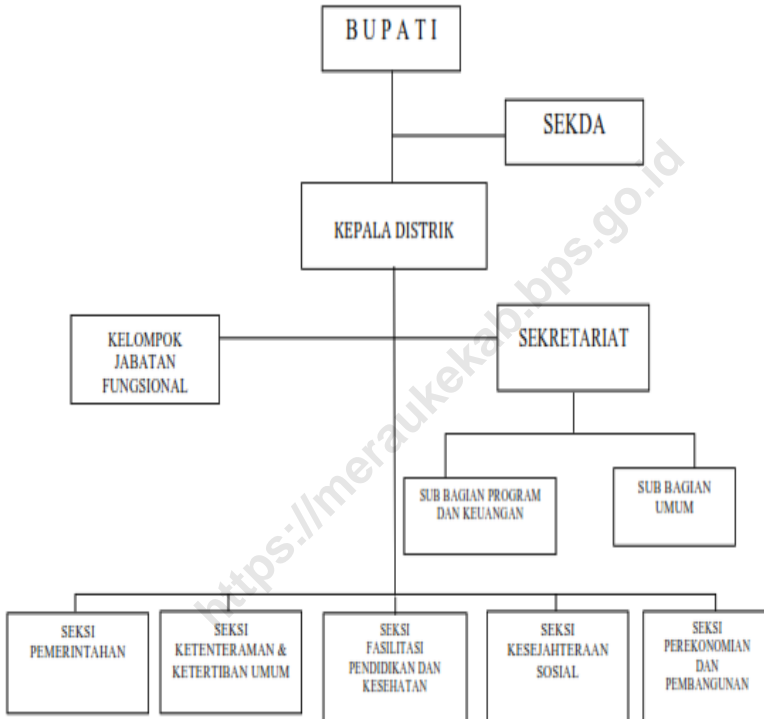 B U P A T I
SEKDA
KEPALA DISTRIK
KELOMPOK
JABATAN
FUNGSIONAL
SEKRETARIAT
SUB BAGIAN PROGRAM
DAN KEUANGAN
SUB BAGIAN
UMUM
SEKSI
PEMERINTAHAN
SEKSI
KETENTERAMAN &
KETERTIBAN UMUM
SEKSI
FASILITASI
PENDIDIKAN DAN
KESEHATAN
SEKSI
KESEJAHTERAAN
SOSIAL
SEKSI
PEREKONOMIAN
DAN
PEMBANGUNAN
https://meraukekab.bps.go.id